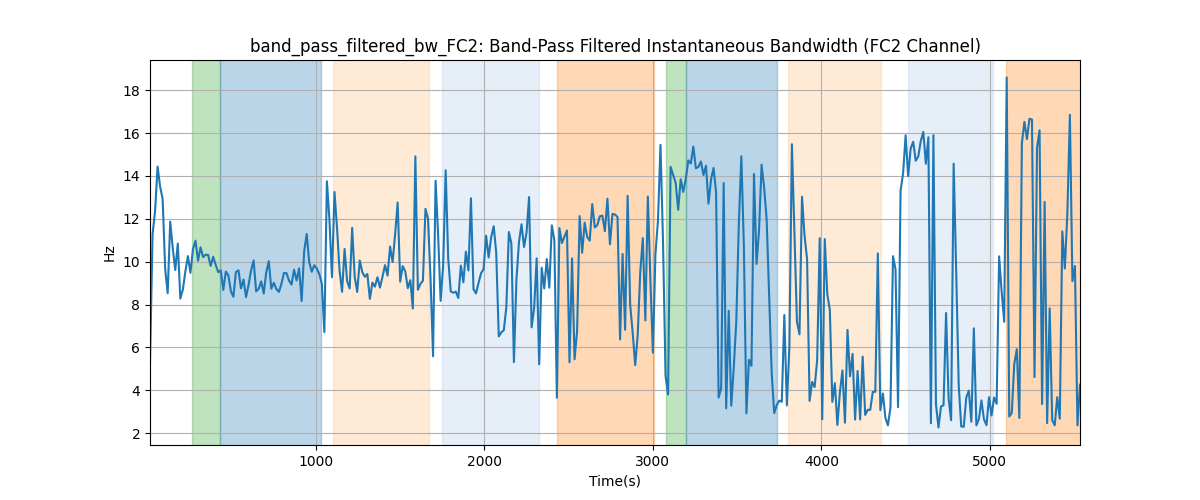 band_pass_filtered_bw_FC2: Band-Pass Filtered Instantaneous Bandwidth (FC2 Channel)
18
16
14
12
10
8
6
4
2
Hz
1000 2000 3000 4000 5000
Time(s)